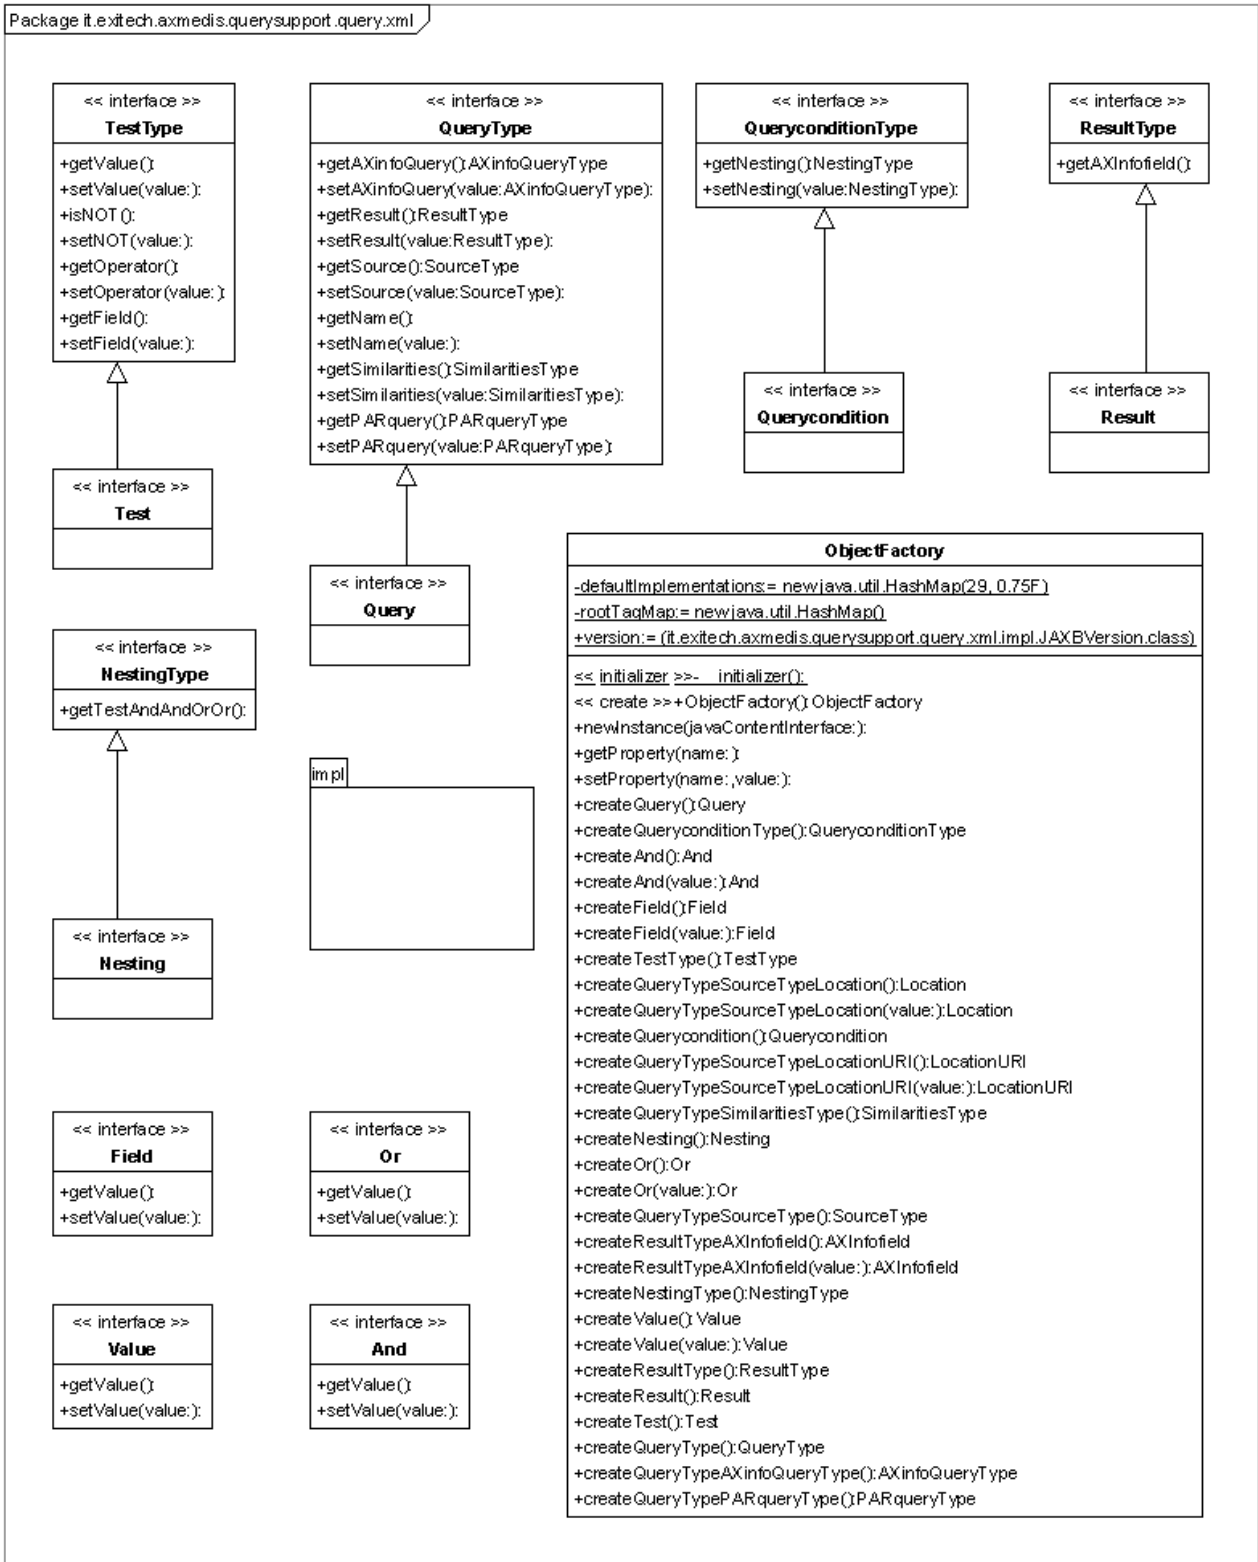 Package it.exitech.axmedis.querysupport.query.xml
<< interface >>
TestType
+getValue():
+setValue(value:):
+isNOT():
+setNOT(value:):
+getOperator():
+setOperator(value:):
+getField():
+setField(value:):
<< interface >>
QueryType
+getAXinfoQuery():AXinfoQueryType
+setAXinfoQuery(value:AXinfoQueryType):
+getResult():ResultType
+setResult(value:ResultType):
+getSource():SourceType
+setSource(value:SourceType):
+getName():
+setName(value:):
+getSimilarities():SimilaritiesType
+setSimilarities(value:SimilaritiesType):
+getPARquery():PARqueryType
+setPARquery(value:PARqueryType):
<< interface >>
QueryconditionType
+getNesting():NestingType
+setNesting(value:NestingType):
<< interface >>
ResultType
+getAXInfofield():
<< interface >>
Querycondition
<< interface >>
Result
<< interface >>
Test
<< interface >>
Query
<< interface >>
NestingType
+getTestAndAndOrOr():
impl
<< interface >>
Nesting
<< interface >>
Field
+getValue():
+setValue(value:):
<< interface >>
Or
+getValue():
+setValue(value:):
<< interface >>
Value
+getValue():
+setValue(value:):
<< interface >>
And
+getValue():
+setValue(value:):
ObjectFactory
-defaultImplementations:= new java.util.HashMap(29, 0.75F)
-rootTagMap:= new java.util.HashMap()
+version:= (it.exitech.axmedis.querysupport.query.xml.impl.JAXBVersion.class)
<< initializer >>-__initializer():
<< create >>+ObjectFactory():ObjectFactory
+newInstance(javaContentInterface:):
+getProperty(name:):
+setProperty(name:,value:):
+createQuery():Query
+createQueryconditionType():QueryconditionType
+createAnd():And
+createAnd(value:):And
+createField():Field
+createField(value:):Field
+createTestType():TestType
+createQueryTypeSourceTypeLocation():Location
+createQueryTypeSourceTypeLocation(value:):Location
+createQuerycondition():Querycondition
+createQueryTypeSourceTypeLocationURI():LocationURI
+createQueryTypeSourceTypeLocationURI(value:):LocationURI
+createQueryTypeSimilaritiesType():SimilaritiesType
+createNesting():Nesting
+createOr():Or
+createOr(value:):Or
+createQueryTypeSourceType():SourceType
+createResultTypeAXInfofield():AXInfofield
+createResultTypeAXInfofield(value:):AXInfofield
+createNestingType():NestingType
+createValue():Value
+createValue(value:):Value
+createResultType():ResultType
+createResult():Result
+createTest():Test
+createQueryType():QueryType
+createQueryTypeAXinfoQueryType():AXinfoQueryType
+createQueryTypePARqueryType():PARqueryType